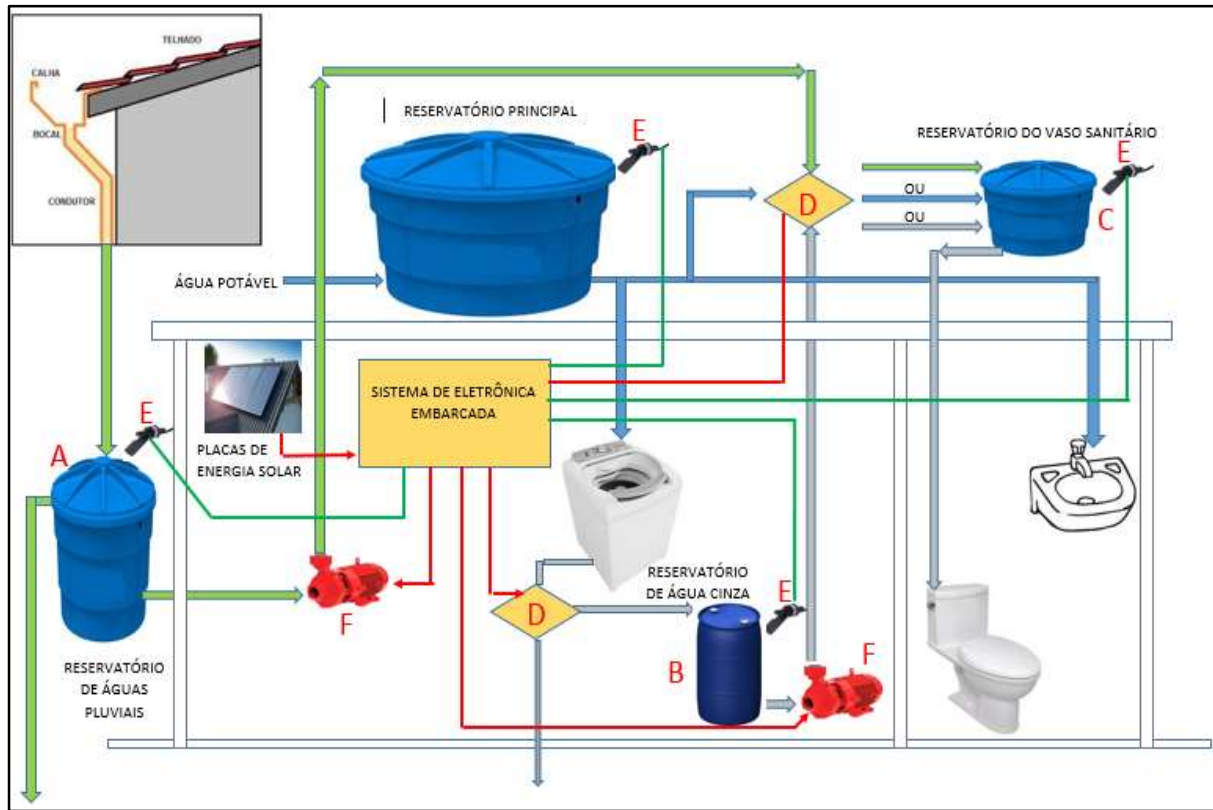 TELHADO
CALHA
BOCAL
CONDUTOR
RESERVATÓRIO PRINCIPAL
E
RESERVATÓRIO DO VASO SANITÁRIO
E
D
OU
OU
C
ÁGUA POTÁVEL
SISTEMA DE ELETRÔNICA
EMBARCADA
E
A
PLACAS DE
ENERGIA SOLAR
RESERVATÓRIO
DE ÁGUA CINZA
E
D
F
B
F
RESERVATÓRIO
DE ÁGUAS
PLUVIAIS